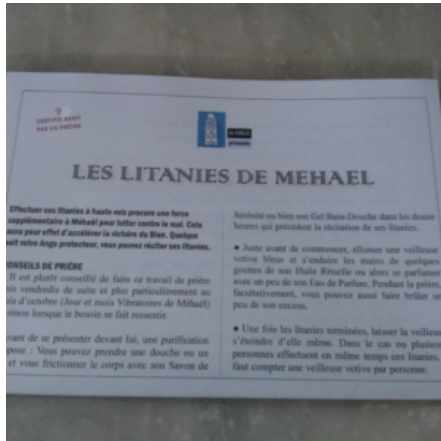 CERTIFIÉ BÉNIT
PAR UN PRÊTRE
présente
LES LITANIES DE MEHAEL
Effectuer ces litanies à haute voix procure une force
supplémentaire à Méhaël pour lutter contre le mal. Cela
aura pour effet d'accélérer la victoire du Bien. Quelque
soit votre Ange protecteur, vous pouvez réciter ses litanies.
CONSEILS DE PRIÈRE
Il est plutôt conseillé de faire ce travail de prière
vendredis de suite et plus particulièrement au
d'octobre (Jour et mois Vibratoires de Méhaël)
sinon lorsque le besoin se fait ressentir.
avant de se présenter devant lui, une purification
pose : Vous pouvez prendre une douche ou un
et vous frictionner le corps avec son Savon de
Sérénité ou bien son Gel Bain-Douche dans les douze
heures qui précèdent la récitation de ses litanies.
● Juste avant de commencer, allumer une veilleuse
votive bleue et s'enduire les mains de quelques
gouttes de son Huile Rituelle ou alors se parfumer
avec un peu de son Eau de Parfum. Pendant la prière,
facultativement, vous pouvez aussi faire brûler un
peu de son encens.
● Une fois les litanies terminées, laisser la veilleuse
s'éteindre d'elle même. Dans le cas ou plusieurs
personnes effectuent en même temps ces litanies,
faut compter une veilleuse votive par personne.